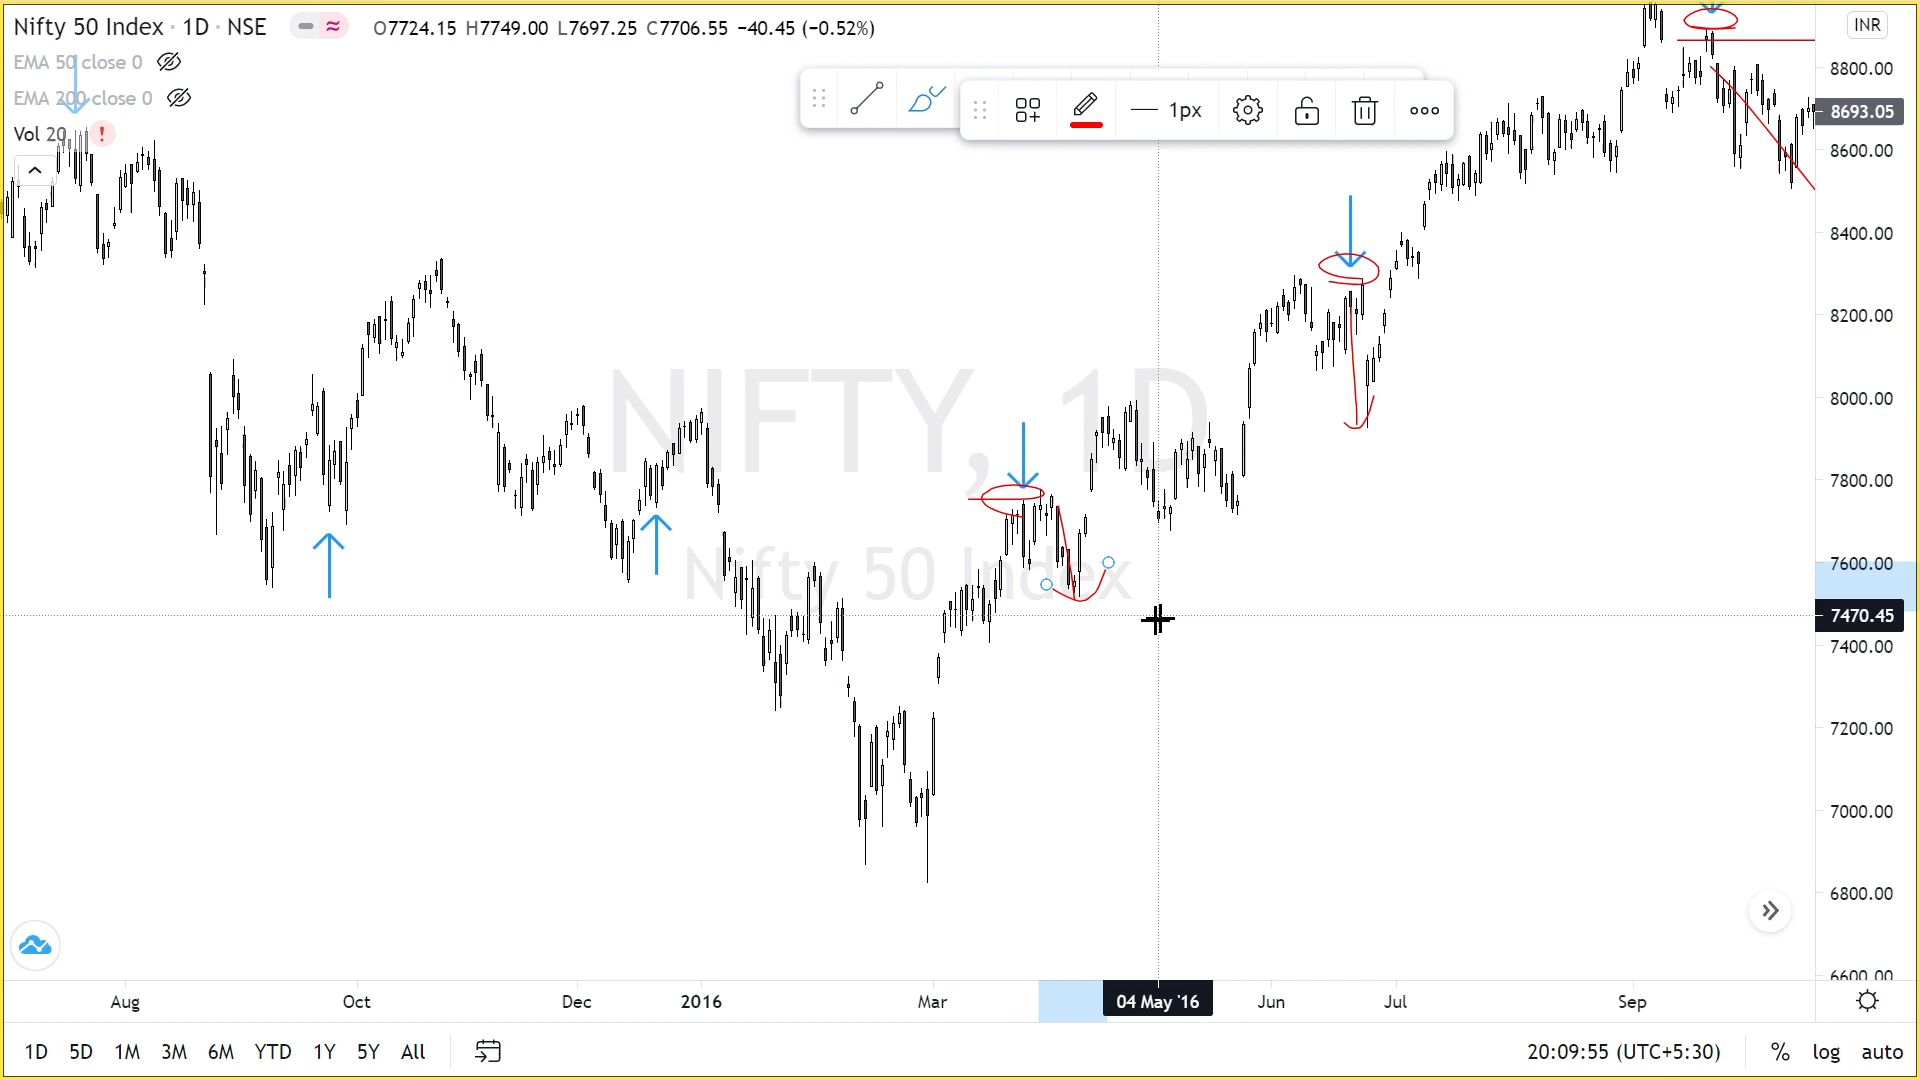 Nifty 50 Index · 1D · NSE
O7724.15 H7749.00 L7697.25 C7706.55 −40.45 (−0.52%)
INR
EMA 50 close 0
EMA 200 close 0
Vol 20
1px
8800.00
8693.05
8600.00
8400.00
8200.00
8000.00
7800.00
7600.00
7470.45
7400.00
7200.00
7000.00
6800.00
6600.00
NIFTY, 1D
Nifty 50 Index
Aug Oct Dec 2016 Mar 04 May '16 Jun Jul Sep
1D 5D 1M 3M 6M YTD 1Y 5Y All
20:09:55 (UTC+5:30) % log auto